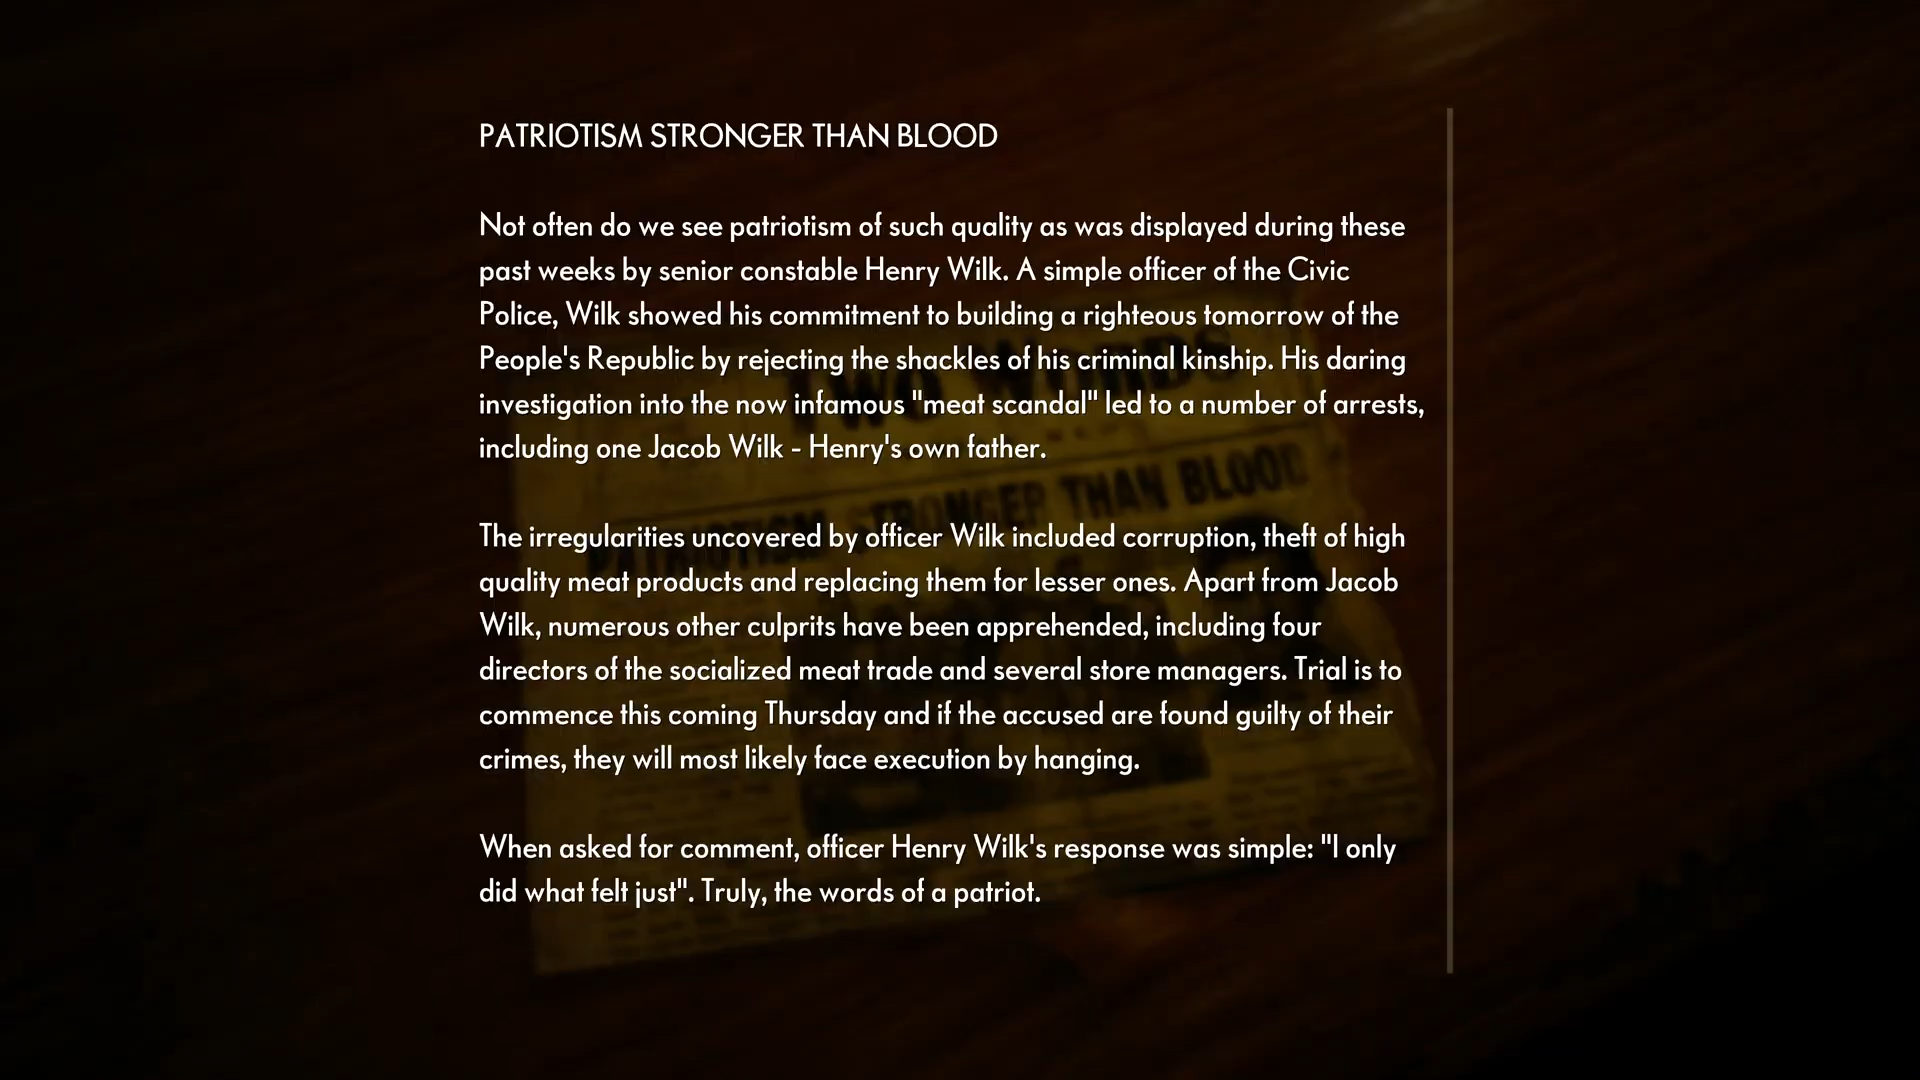 PATRIOTISM STRONGER THAN BLOOD
Not often do we see patriotism of such quality as was displayed during these
past weeks by senior constable Henry Wilk. A simple officer of the Civic
Police, Wilk showed his commitment to building a righteous tomorrow of the
People's Republic by rejecting the shackles of his criminal kinship. His daring
investigation into the now infamous "meat scandal" led to a number of arrests,
including one Jacob Wilk - Henry's own father.
The irregularities uncovered by officer Wilk included corruption, theft of high
quality meat products and replacing them for lesser ones. Apart from Jacob
Wilk, numerous other culprits have been apprehended, including four
directors of the socialized meat trade and several store managers. Trial is to
commence this coming Thursday and if the accused are found guilty of their
crimes, they will most likely face execution by hanging.
When asked for comment, officer Henry Wilk's response was simple: "I only
did what felt just". Truly, the words of a patriot.
TWO WORDS
PATRIOTISM STRONGER THAN BLOOD